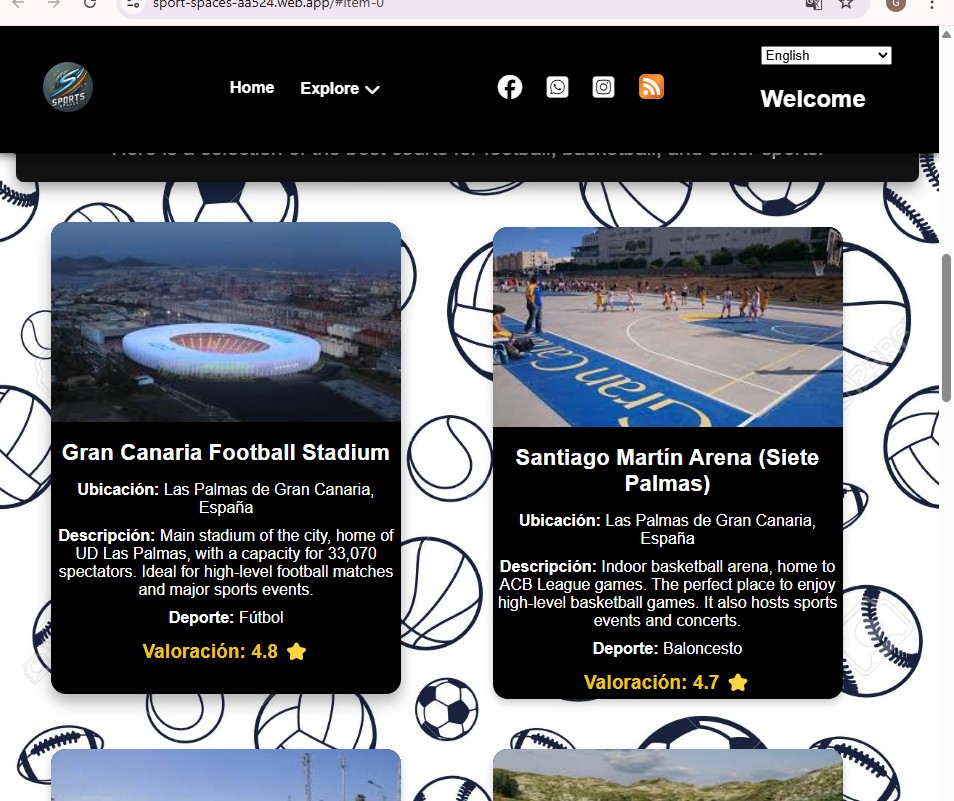 sport-spaces-aa524.web.app/#item-0
G
SPORTS
Home
Explore
English
Welcome
Here is a selection of the best courts for football, basketball, and other sports.
Gran Canaria
Gran Canaria Football Stadium
Ubicación: Las Palmas de Gran Canaria,
España
Descripción: Main stadium of the city, home of
UD Las Palmas, with a capacity for 33,070
spectators. Ideal for high-level football matches
and major sports events.
Deporte: Fútbol
Valoración: 4.8
Santiago Martín Arena (Siete
Palmas)
Ubicación: Las Palmas de Gran Canaria,
España
Descripción: Indoor basketball arena, home to
ACB League games. The perfect place to enjoy
high-level basketball games. It also hosts sports
events and concerts.
Deporte: Baloncesto
Valoración: 4.7